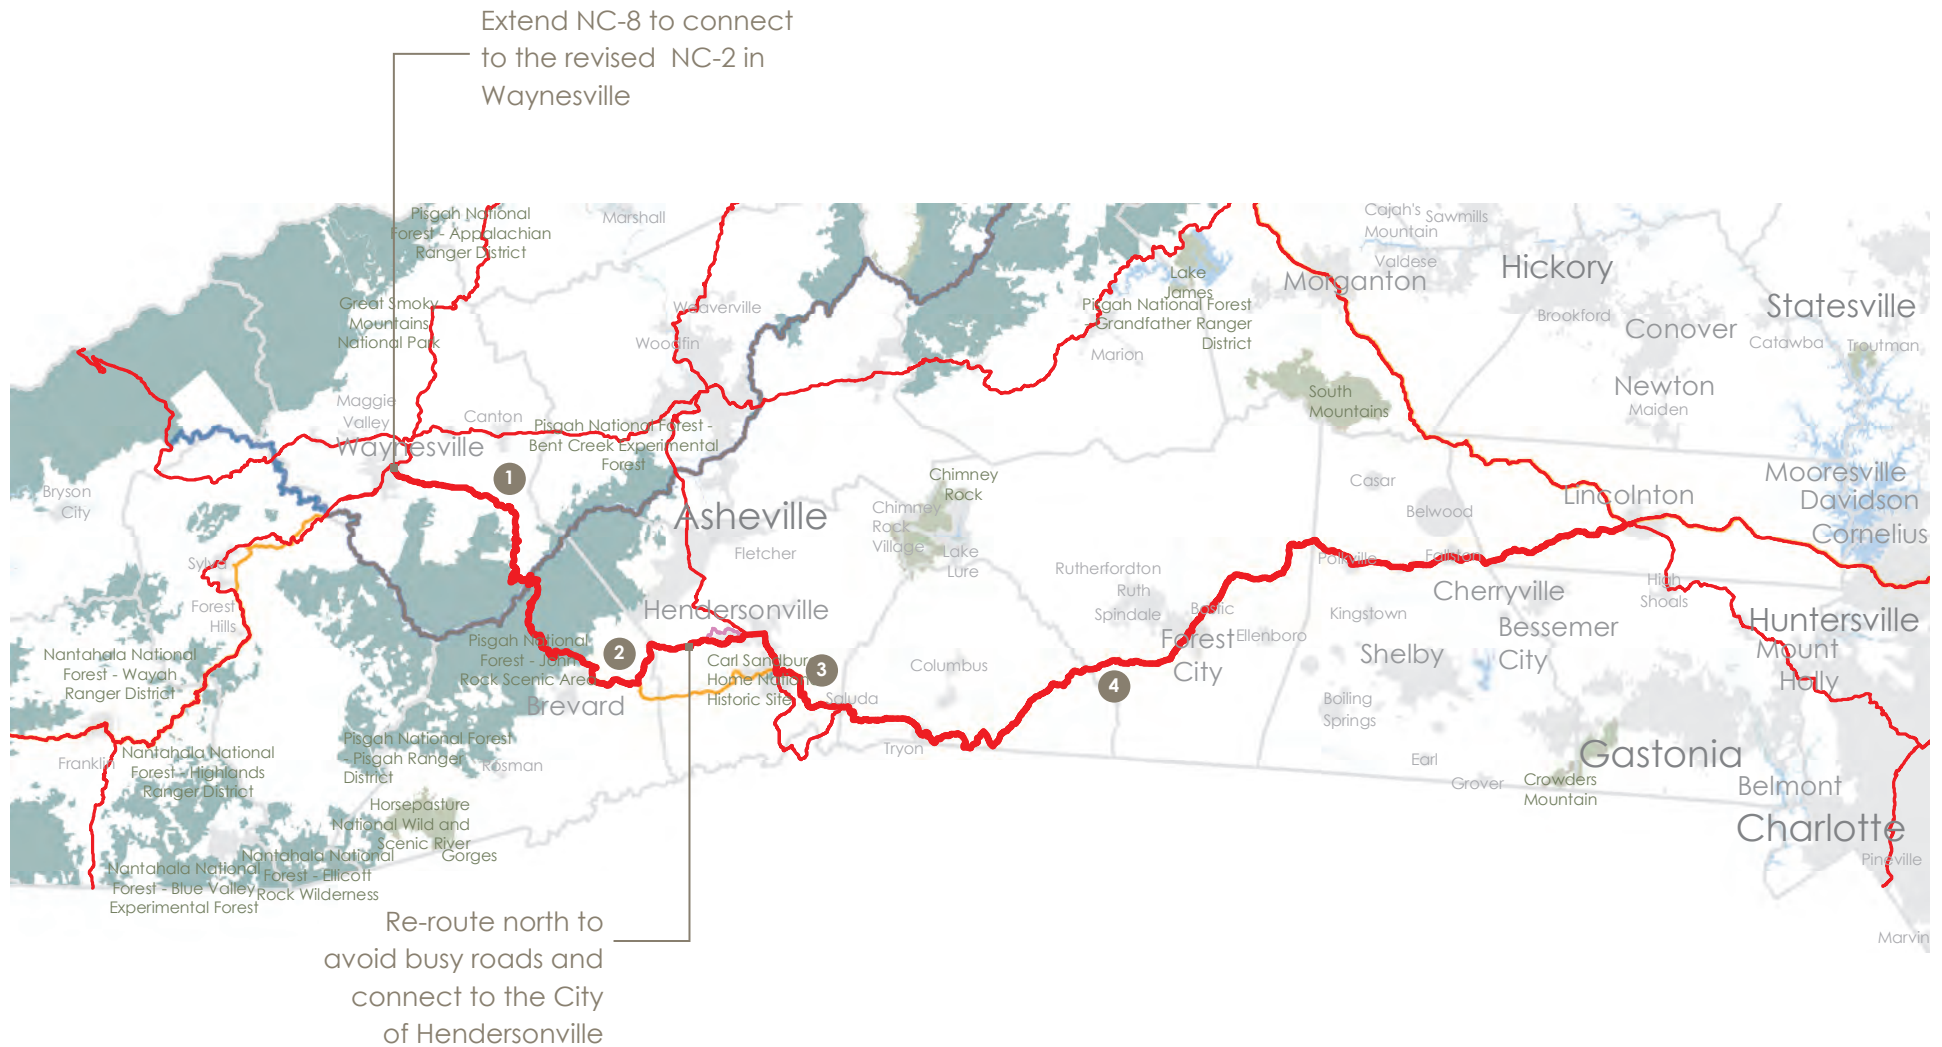 Extend NC-8 to connect
to the revised NC-2 in
Waynesville
Pisgah National
Forest - Appalachian
Ranger District
Marshall
Cajah's
Mountain
Sawmills
Valdese
Hickory
Morganton
Lake
James
Great Smoky
Mountains
National Park
Weaverville
Pisgah National Forest
- Grandfather Ranger
District
Statesville
Brookford
Conover
Catawba
Troutman
Woodfin
Marion
Newton
Maiden
South
Mountains
Maggie
Valley
Canton
Pisgah National Forest -
Bent Creek Experimental
Forest
Waynesville
1
Chimney
Rock
Casar
Mooresville
Davidson
Cornelius
Lincolnton
Belwood
Bryson
City
Asheville
Chimney
Rock
Village
Fletcher
Lake
Lure
Polkville
Fallston
Sylva
Rutherfordton
Ruth
Spindale
Bostic
Cherryville
High
Shoals
Forest
Hills
Hendersonville
Kingstown
Huntersville
Forest
City
Ellenboro
Bessemer
City
Mount
Holly
Shelby
Pisgah National
Forest - John
Rock Scenic Area
2
Carl Sandburg
Home National
Historic Site
3
Columbus
4
Nantahala National
Forest - Wayah
Ranger District
Brevard
Saluda
Boiling
Springs
Tryon
Pisgah National Forest
- Pisgah Ranger
District
Rosman
Franklin
Nantahala National
Forest - Highlands
Ranger District
Earl
Grover
Crowders
Mountain
Gastonia
Belmont
Charlotte
Pineville
Horsepasture
National Wild and
Scenic River
Gorges
Nantahala National
Forest - Ellicott
Rock Wilderness
Nantahala National
Forest - Blue Valley
Experimental Forest
Marvin
Re-route north to
avoid busy roads and
connect to the City
of Hendersonville